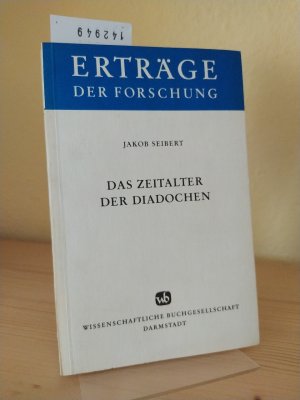 142949
ERTRÄGE
DER FORSCHUNG
JAKOB SEIBERT
DAS ZEITALTER
DER DIADOCHEN
wb
WISSENSCHAFTLICHE BUCHGESELLSCHAFT
DARMSTADT